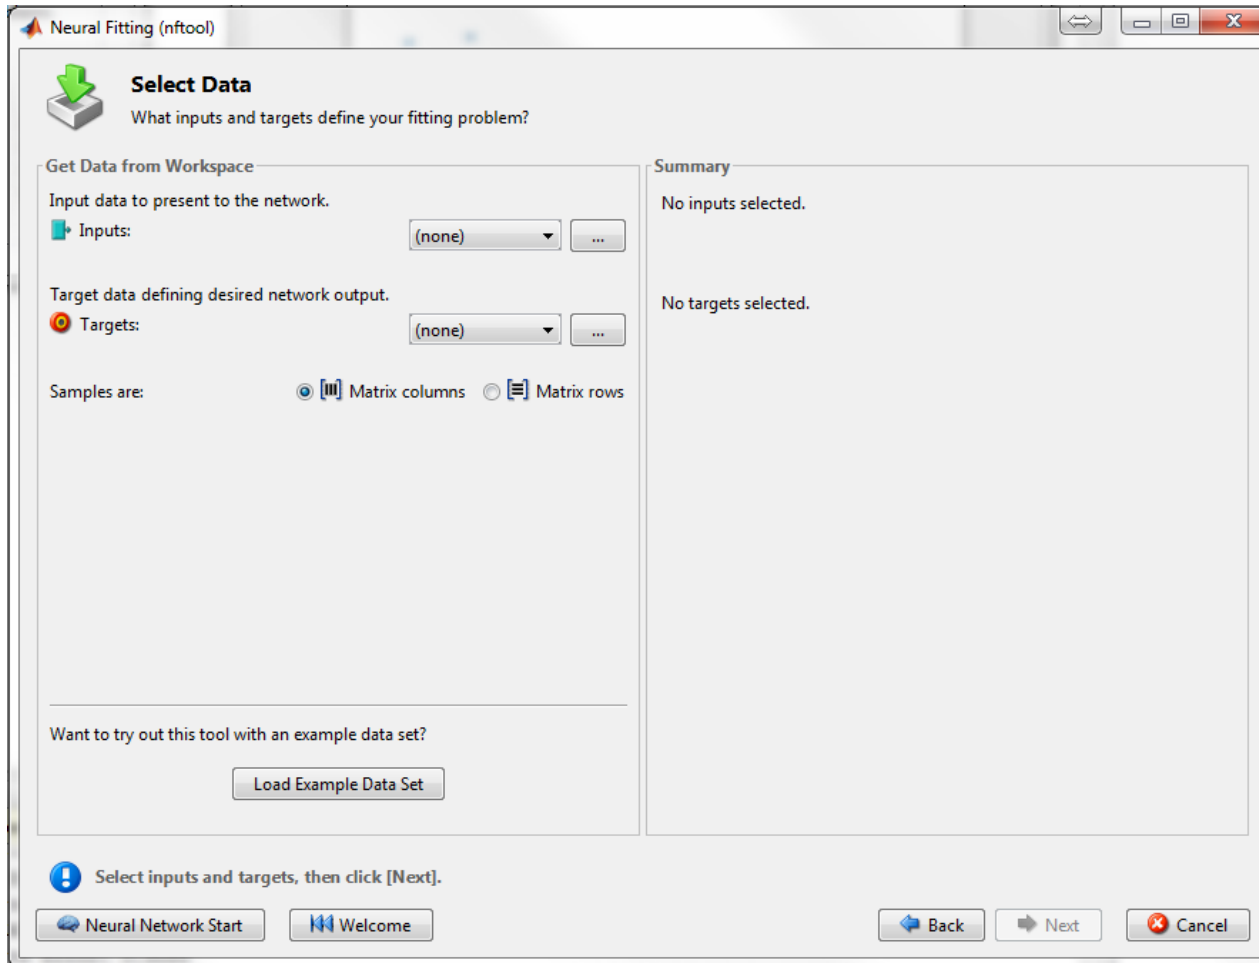 Neural Fitting (nftool)
Select Data
What inputs and targets define your fitting problem?
Get Data from Workspace
Input data to present to the network.
Inputs:
(none)
...
Target data defining desired network output.
Targets:
(none)
...
Samples are:
Matrix columns
Matrix rows
Want to try out this tool with an example data set?
Load Example Data Set
Summary
No inputs selected.
No targets selected.
Select inputs and targets, then click [Next].
Neural Network Start
Welcome
Back
Next
Cancel